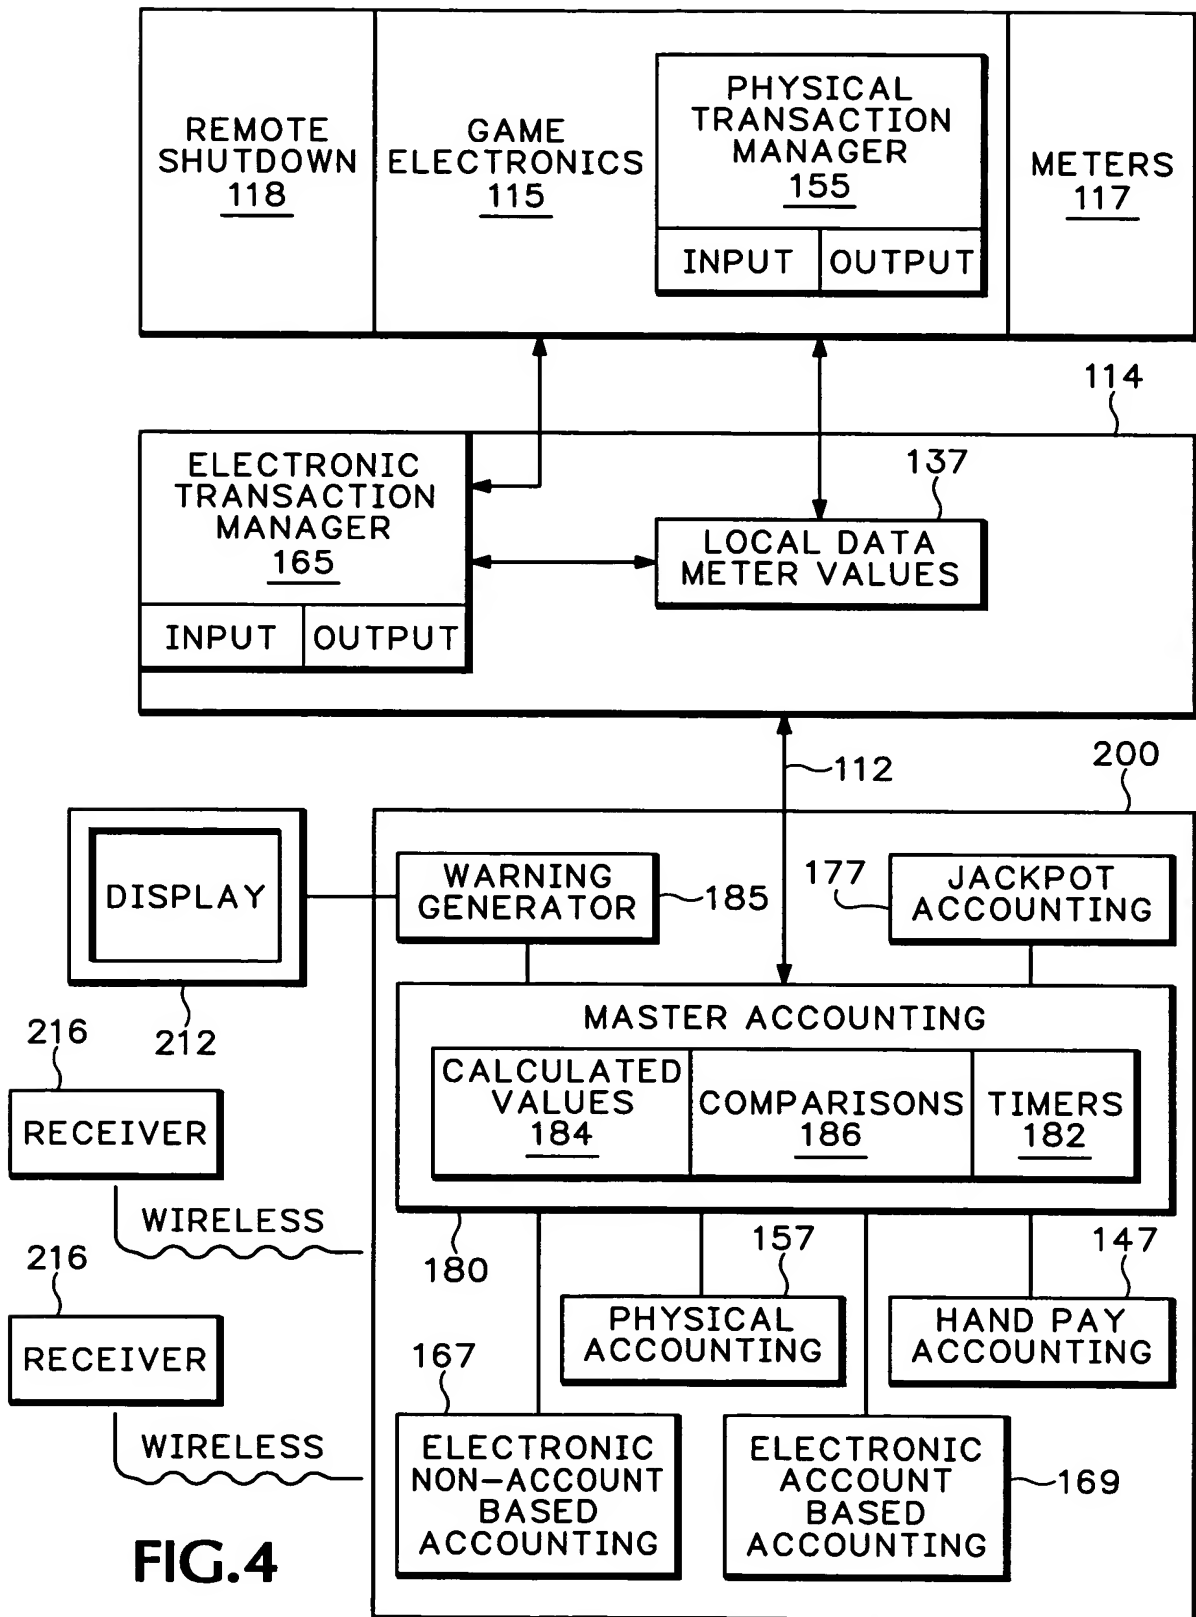 REMOTE
SHUTDOWN
118
GAME
ELECTRONICS
115
PHYSICAL
TRANSACTION
MANAGER
155
INPUT
OUTPUT
METERS
117
114
ELECTRONIC
TRANSACTION
MANAGER
165
INPUT
OUTPUT
137
LOCAL DATA
METER VALUES
112
200
DISPLAY
212
WARNING
GENERATOR
185
177
JACKPOT
ACCOUNTING
MASTER ACCOUNTING
CALCULATED
VALUES
184
COMPARISONS
186
TIMERS
182
180
216
RECEIVER
WIRELESS
216
RECEIVER
WIRELESS
157
PHYSICAL
ACCOUNTING
147
HAND PAY
ACCOUNTING
167
ELECTRONIC
NON-ACCOUNT
BASED
ACCOUNTING
ELECTRONIC
ACCOUNT
BASED
ACCOUNTING
169
FIG.4